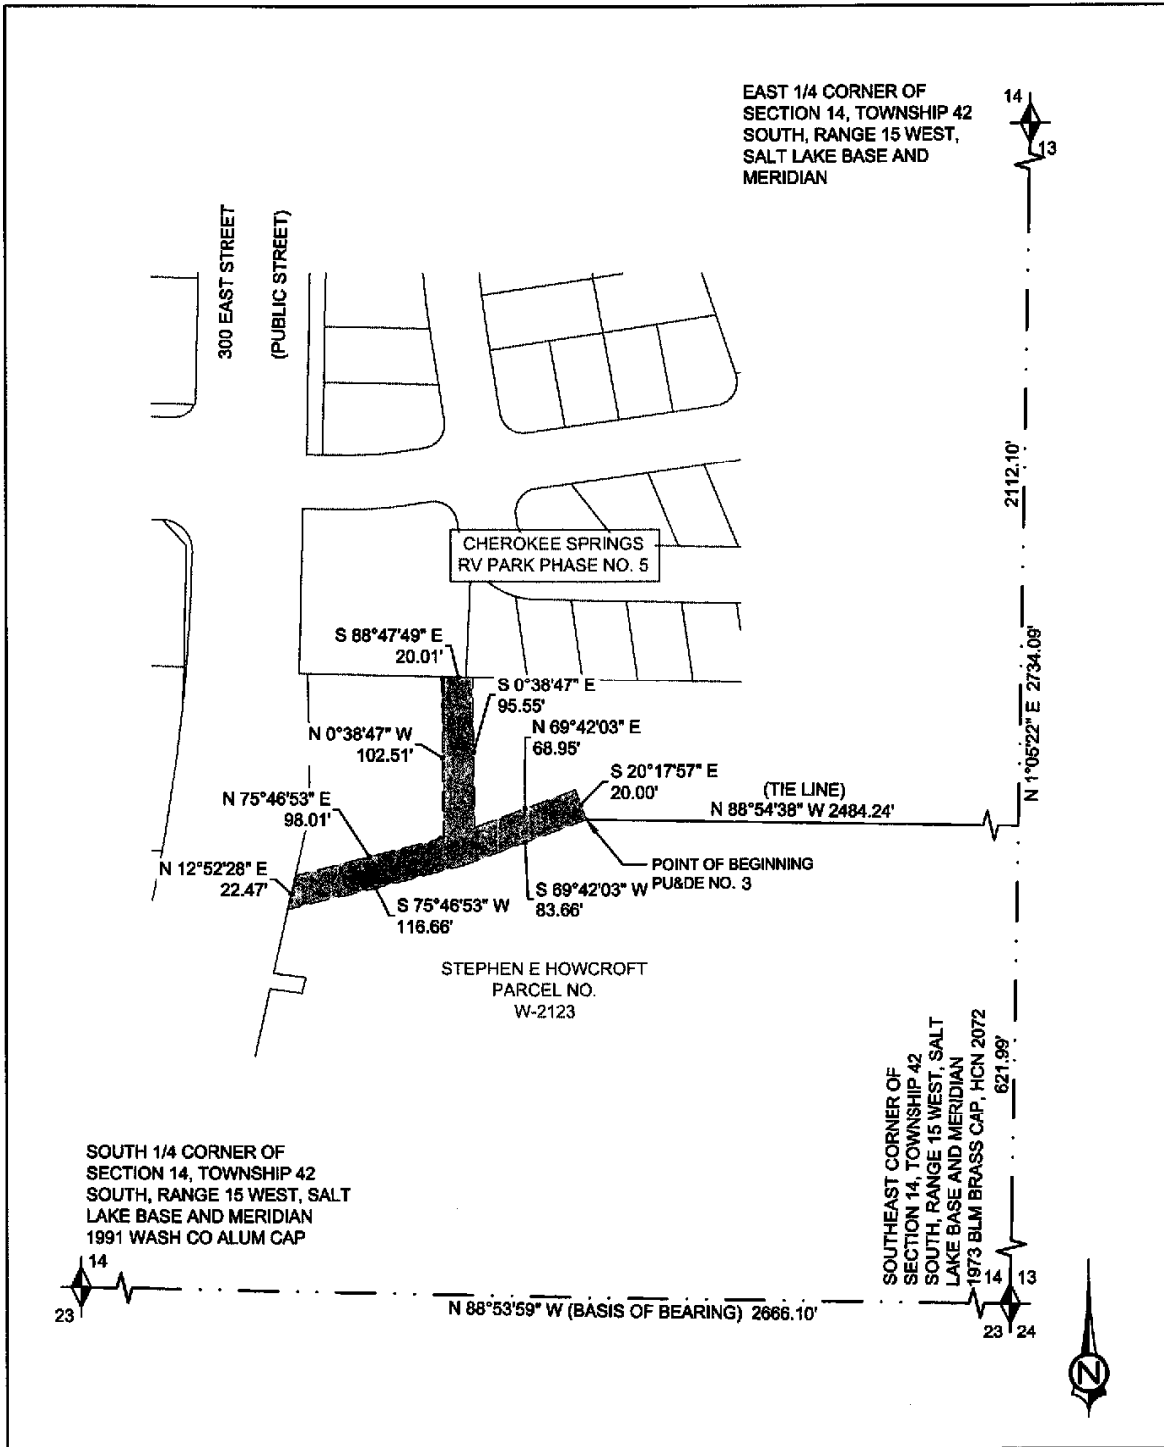 EAST 1/4 CORNER OF
SECTION 14, TOWNSHIP 42
SOUTH, RANGE 15 WEST,
SALT LAKE BASE AND
MERIDIAN
14
13
300 EAST STREET
(PUBLIC STREET)
2112.10'
N 1°05'22" E 2734.09'
CHEROKEE SPRINGS
RV PARK PHASE NO. 5
S 88°47'49" E
20.01'
S 0°38'47" E
95.55'
N 0°38'47" W
102.51'
N 69°42'03" E
68.95'
S 20°17'57" E
20.00'
(TIE LINE)
N 88°54'38" W 2484.24'
N 75°46'53" E
98.01'
N 12°52'28" E
22.47'
POINT OF BEGINNING
PU&DE NO. 3
S 69°42'03" W
83.66'
S 75°46'53" W
116.66'
STEPHEN E HOWCROFT
PARCEL NO.
W-2123
621.99'
SOUTHEAST CORNER OF
SECTION 14, TOWNSHIP 42
SOUTH, RANGE 15 WEST, SALT
LAKE BASE AND MERIDIAN
1973 BLM BRASS CAP, HCN 2072
SOUTH 1/4 CORNER OF
SECTION 14, TOWNSHIP 42
SOUTH, RANGE 15 WEST, SALT
LAKE BASE AND MERIDIAN
1991 WASH CO ALUM CAP
14
23
N 88°53'59" W (BASIS OF BEARING) 2666.10'
14 13
23 24
N